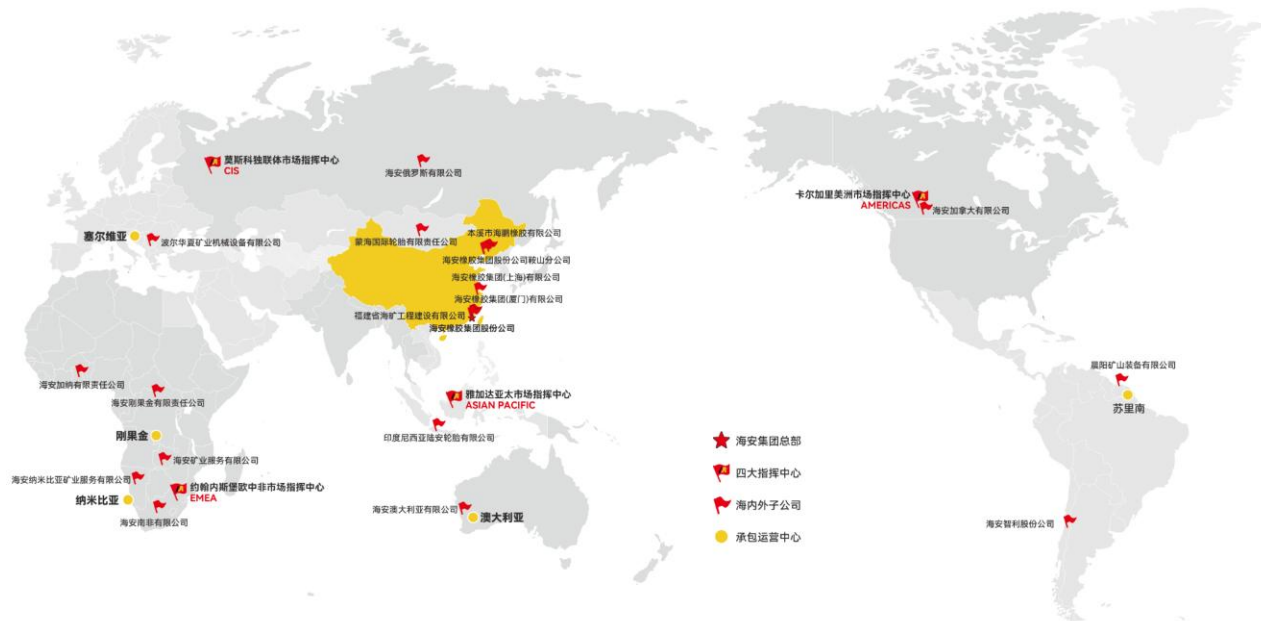 莫斯科独联体市场指挥中心
CIS
海安俄罗斯有限公司
卡尔加里美洲市场指挥中心
AMERICAS
海安加拿大有限公司
塞尔维亚
波尔华夏矿业机械设备有限公司
蒙海国际轮胎有限责任公司
本溪市海鹏橡胶有限公司
海安橡胶集团股份公司鞍山分公司
海安橡胶集团(上海)有限公司
海安橡胶集团(厦门)有限公司
福建省海矿工程建设有限公司
海安橡胶集团股份公司
海安加纳有限责任公司
海安刚果金有限责任公司
雅加达亚太市场指挥中心
ASIAN PACIFIC
印度尼西亚陆安轮胎有限公司
晨阳矿山装备有限公司
苏里南
刚果金
海安矿业服务有限公司
海安纳米比亚矿业服务有限公司
纳米比亚
约翰内斯堡欧中非市场指挥中心
EMEA
海安南非有限公司
海安澳大利亚有限公司
澳大利亚
海安智利股份公司
海安集团总部
四大指挥中心
海内外子公司
承包运营中心